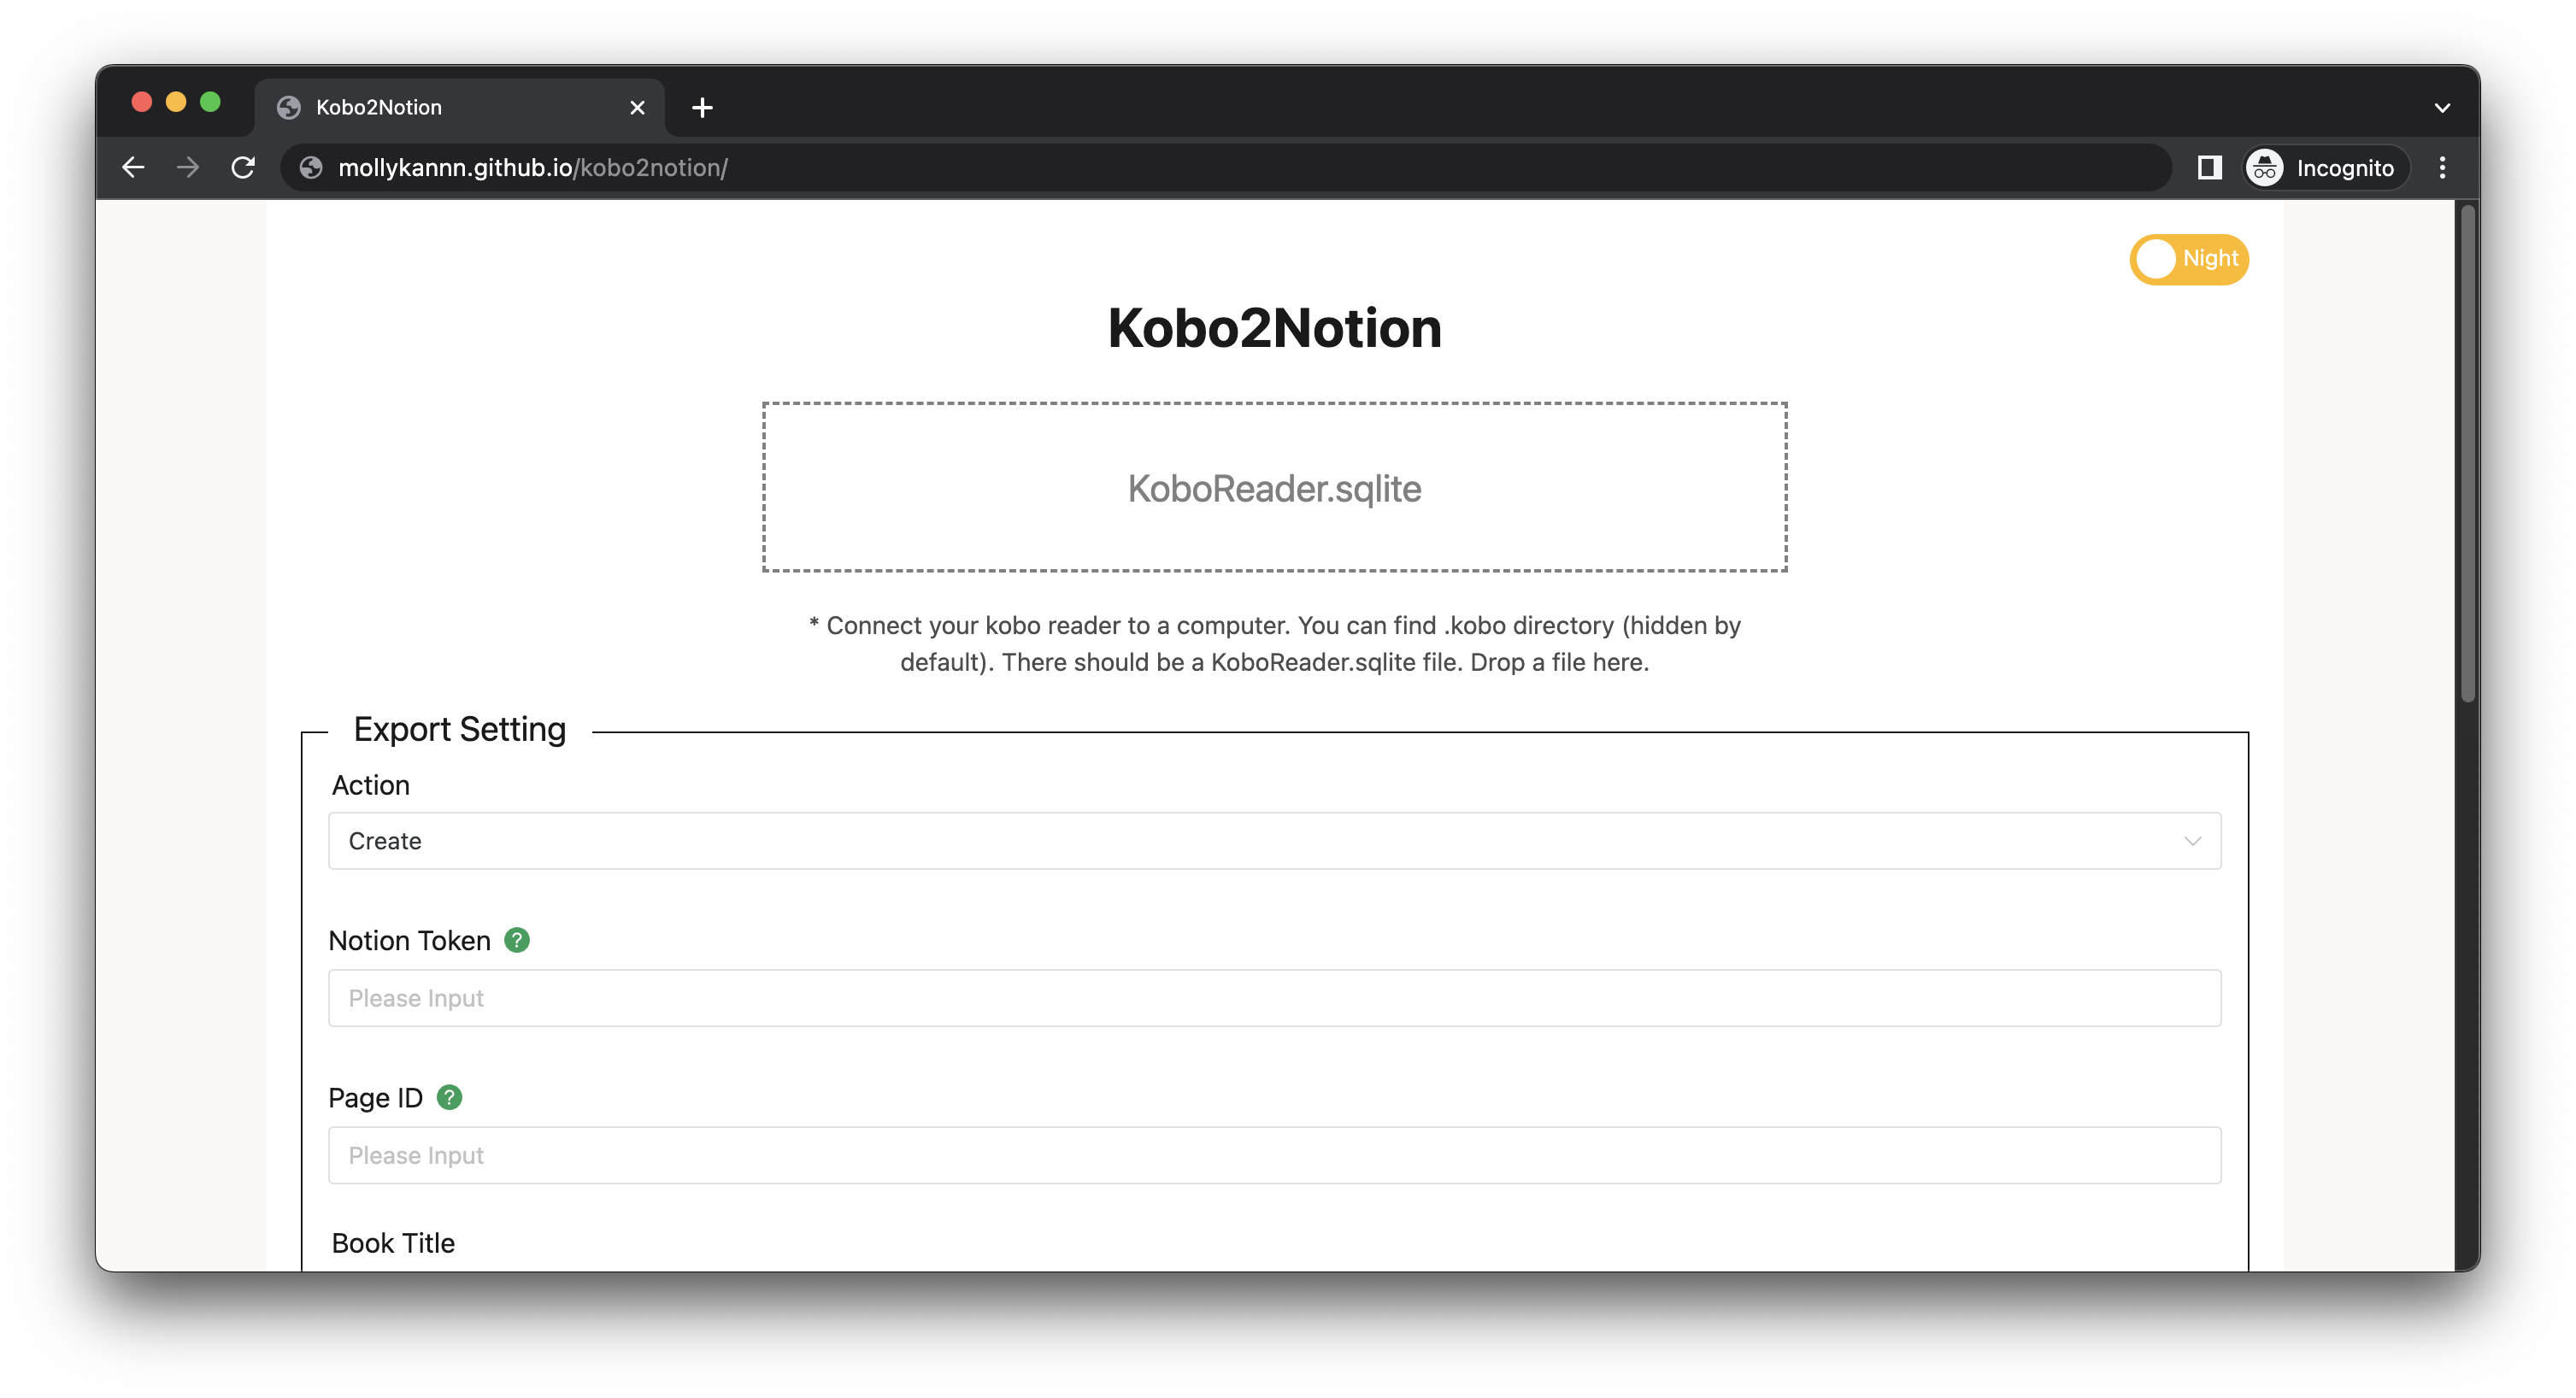 Kobo2Notion
mollykannn.github.io/kobo2notion/
Incognito
Night
Kobo2Notion
KoboReader.sqlite
* Connect your kobo reader to a computer. You can find .kobo directory (hidden by
default). There should be a KoboReader.sqlite file. Drop a file here.
Export Setting
Action
Create
Notion Token ?
Please Input
Page ID ?
Please Input
Book Title